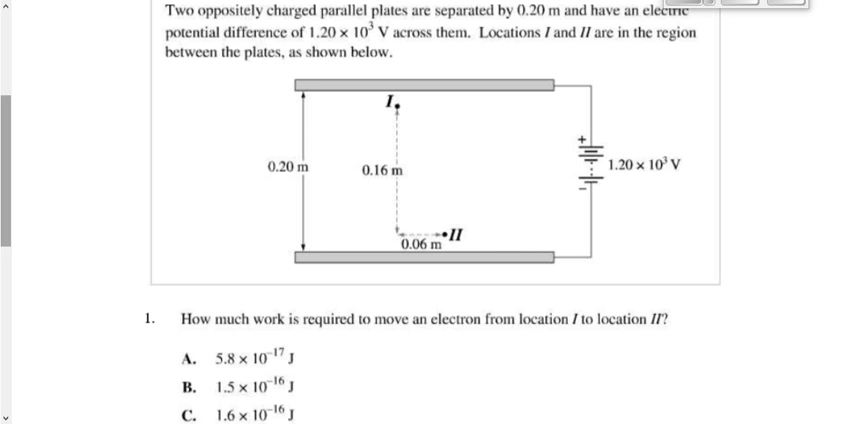 Two oppositely charged parallel plates are separated by 0.20 m and have an electric
potential difference of 1.20 × 10³ V across them. Locations I and II are in the region
between the plates, as shown below.
I
+
0.20 m
0.16 m
1.20 × 10³ V
-
II
0.06 m
1. How much work is required to move an electron from location I to location II?
A. 5.8 × 10⁻¹⁷ J
B. 1.5 × 10⁻¹⁶ J
C. 1.6 × 10⁻¹⁶ J